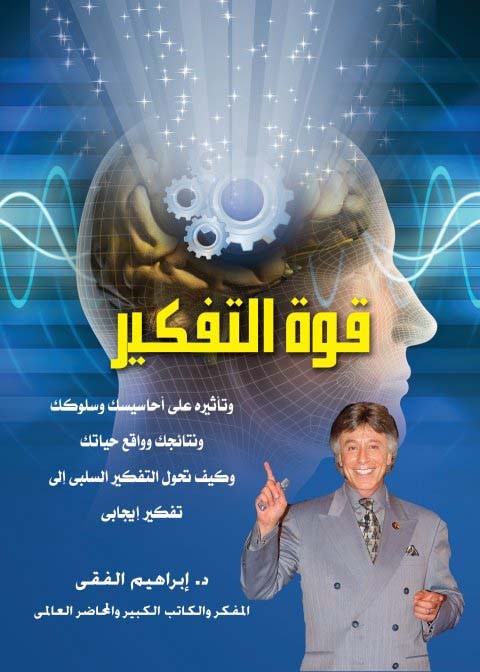 قوة التفكير
وتأثيره على أحاسيسك وسلوكك
ونتائجك وواقع حياتك
وكيف تحول التفكير السلبى إلى
تفكير إيجابى
د. إبراهيم الفقى
المفكر والكاتب الكبير والمحاضر العالمى